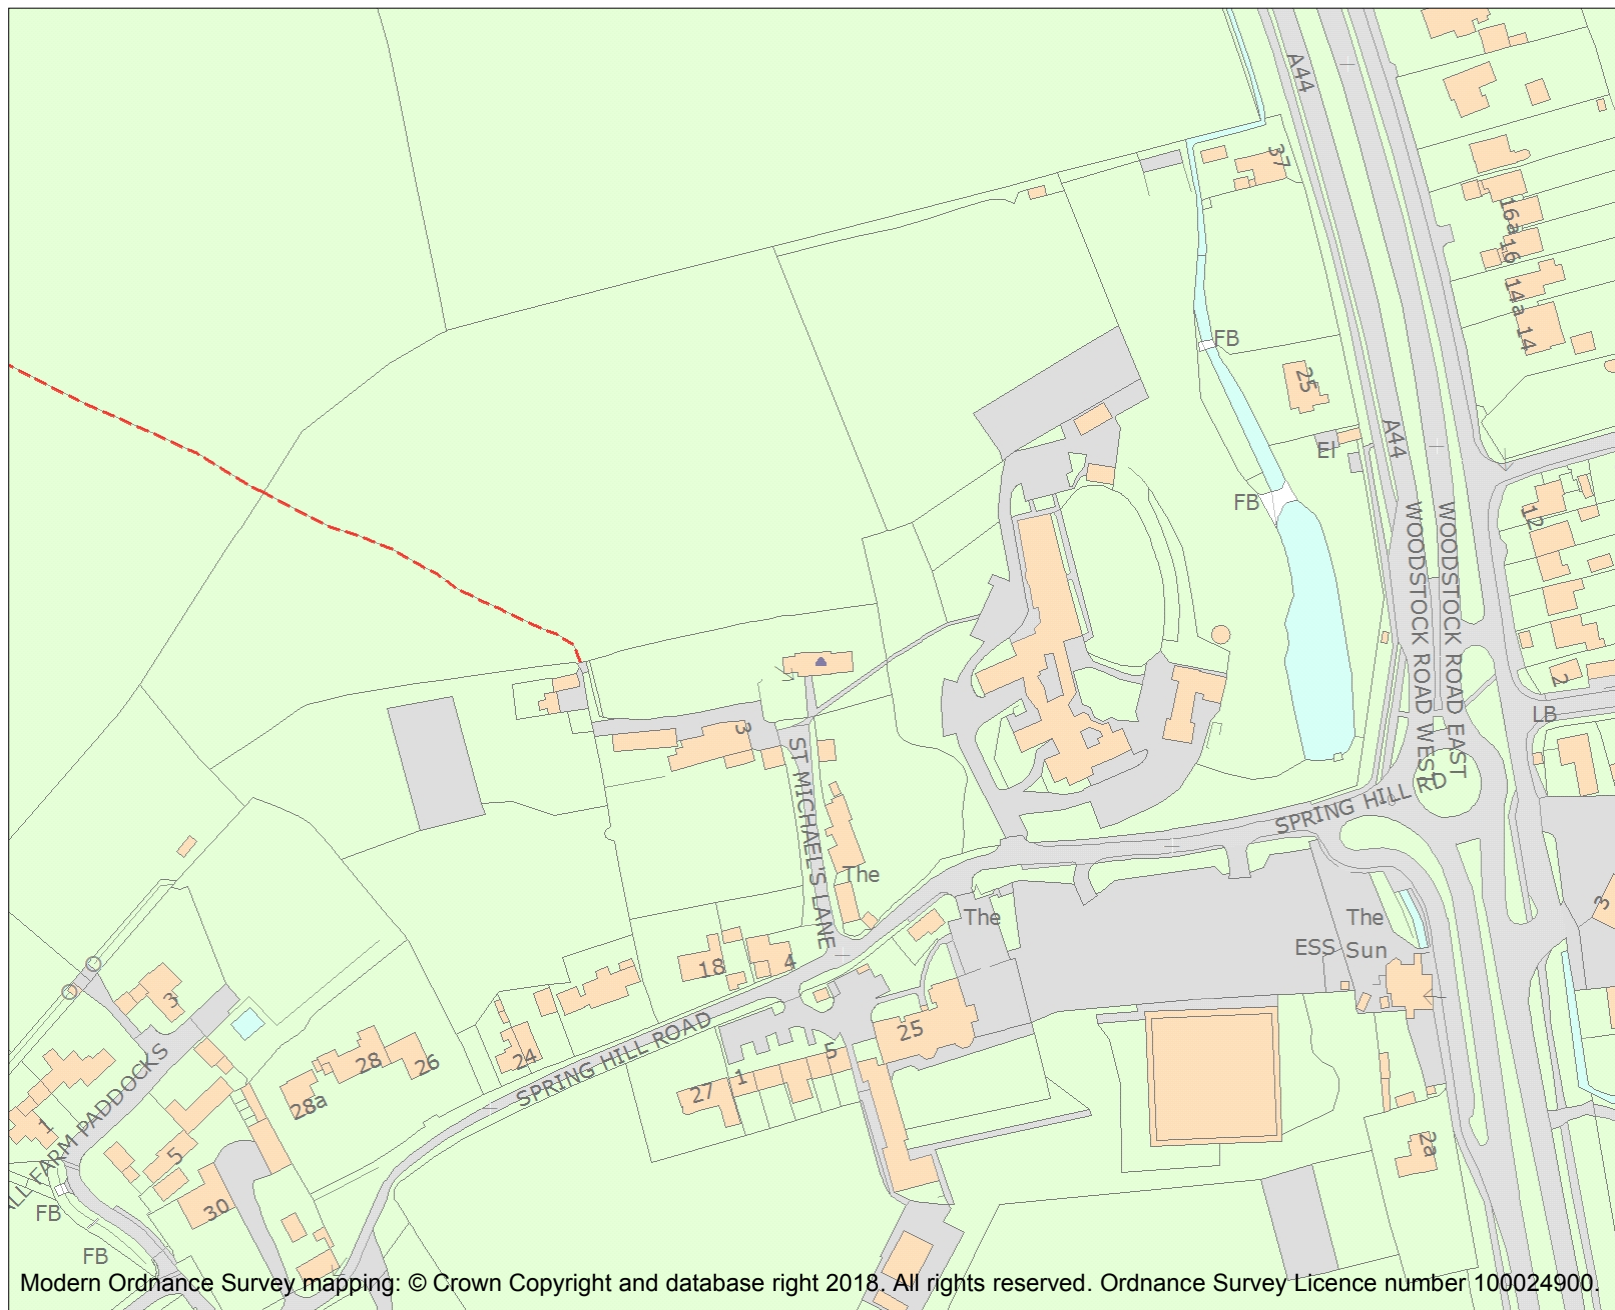 A44
37
16a
16
14a
14
FB
25
A44
El
FB
12
WOODSTOCK ROAD WEST
WOODSTOCK ROAD EAST
2
LB
3
ST MICHAEL'S LANE
SPRING HILL RD
The
The
The
Sun
ESS
3
18
4
3
25
5
SPRING HILL ROAD
24
28
26
28a
27
1
1
FARM PADDOCKS
5
30
2a
FB
FB
Modern Ordnance Survey mapping: © Crown Copyright and database right 2018. All rights reserved. Ordnance Survey Licence number 100024900.